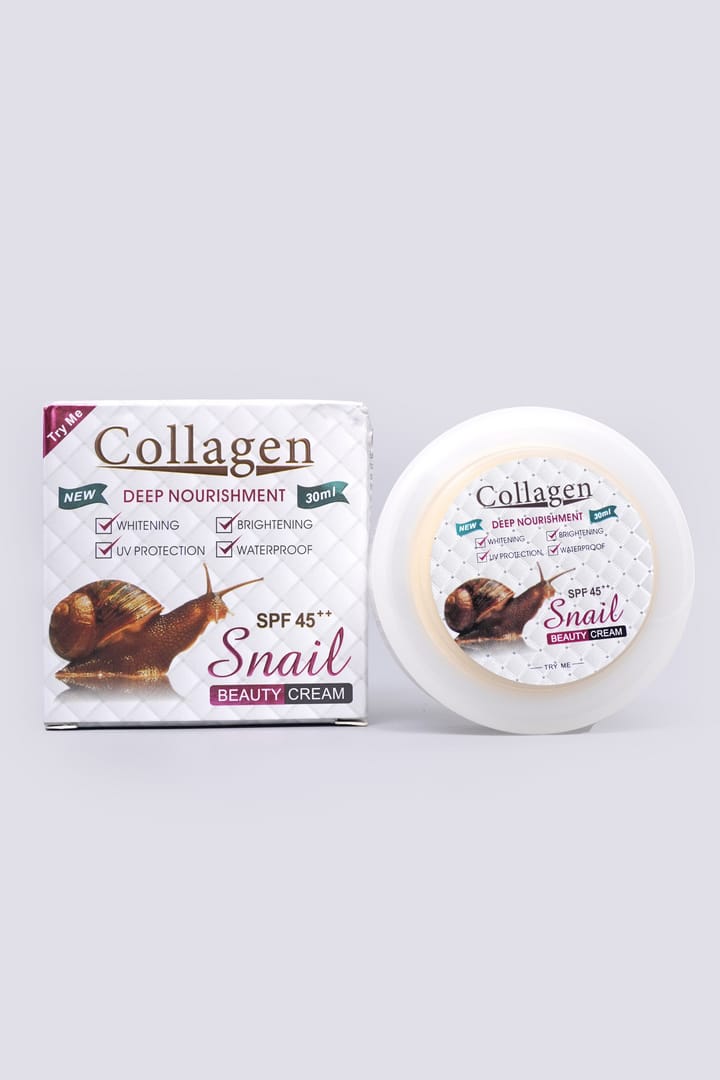 Try Me
Collagen
NEW
DEEP NOURISHMENT
30ml
WHITENING
BRIGHTENING
UV PROTECTION
WATERPROOF
SPF 45++
Snail
BEAUTY CREAM
Collagen
NEW
DEEP NOURISHMENT
30ml
WHITENING
BRIGHTENING
UV PROTECTION
WATERPROOF
SPF 45++
Snail
BEAUTY CREAM
TRY ME